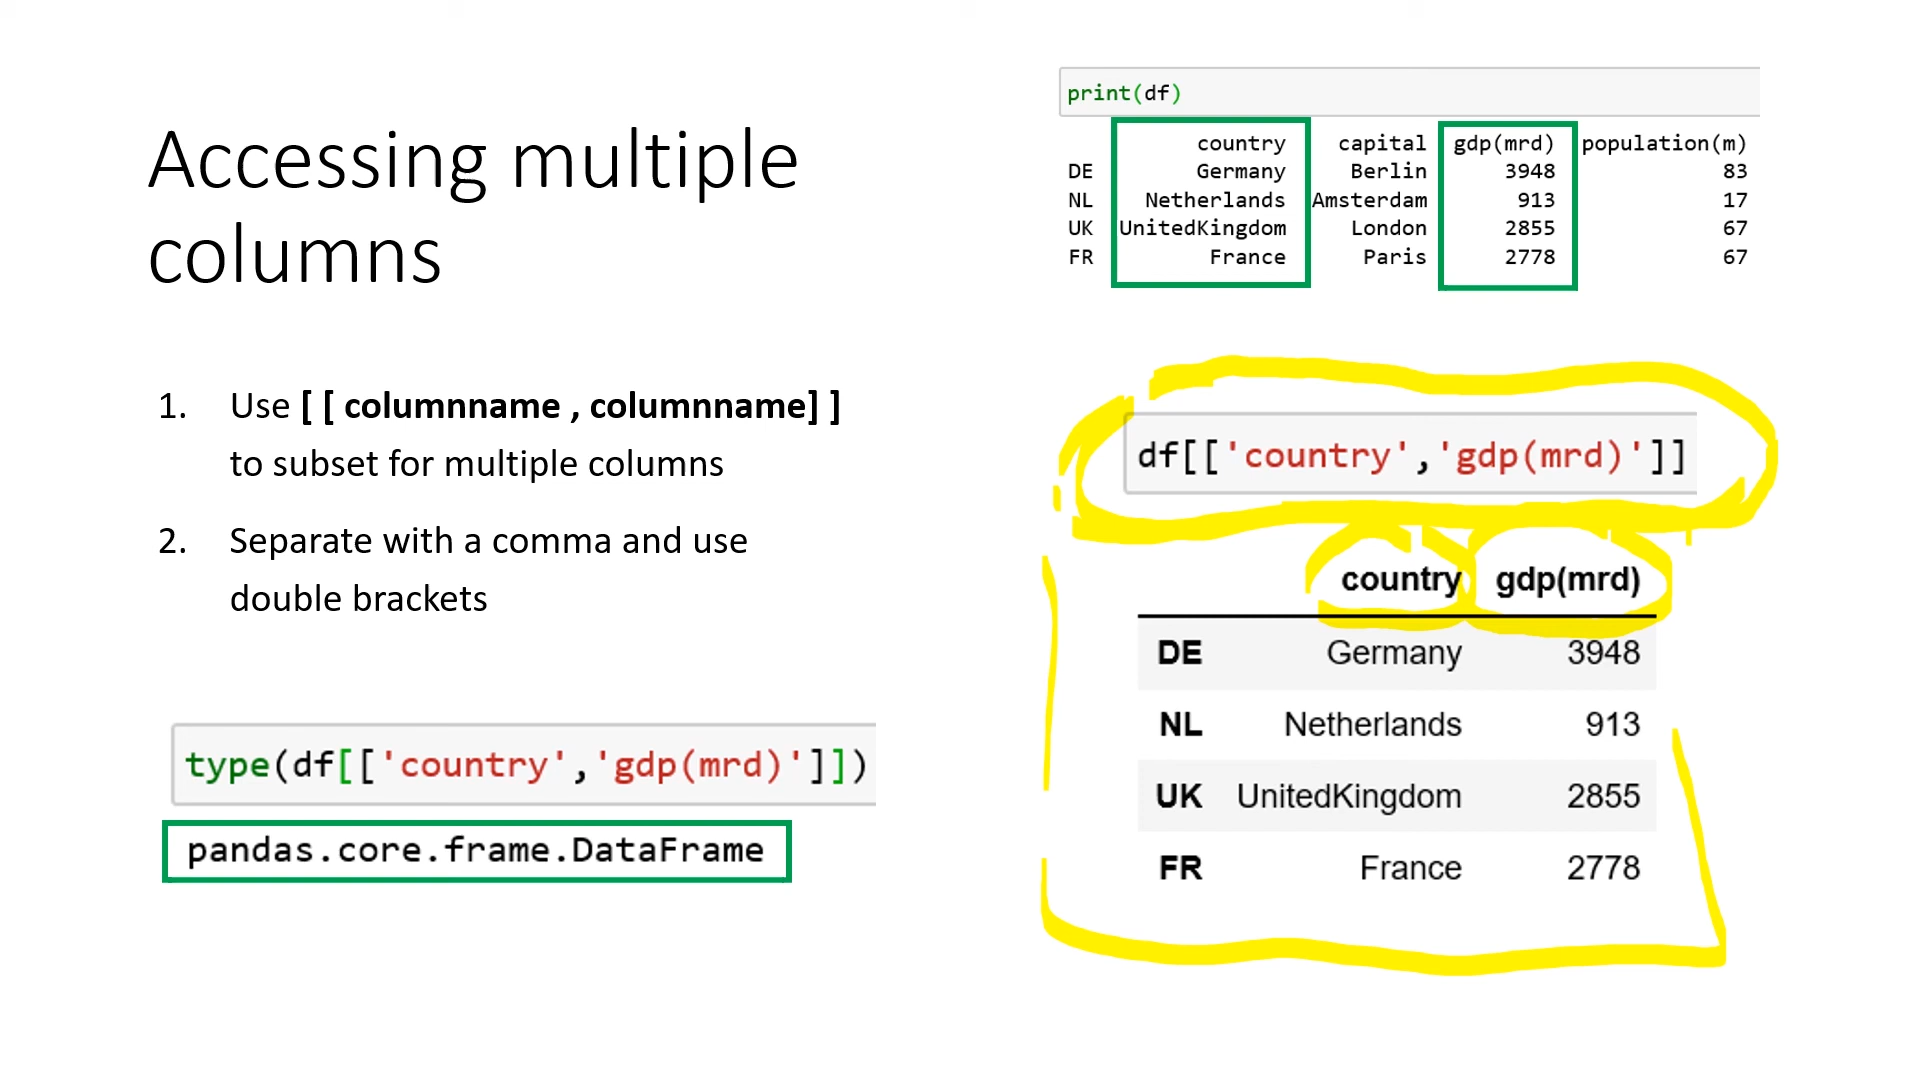 Accessing multiple
columns
1. Use [ [ columnname , columnname] ]
to subset for multiple columns
2. Separate with a comma and use
double brackets
type(df[['country','gdp(mrd)']])
pandas.core.frame.DataFrame
print(df)
country capital gdp(mrd) population(m)
DE Germany Berlin 3948 83
NL Netherlands Amsterdam 913 17
UK UnitedKingdom London 2855 67
FR France Paris 2778 67
df[['country','gdp(mrd)']]
country gdp(mrd)
DE Germany 3948
NL Netherlands 913
UK UnitedKingdom 2855
FR France 2778